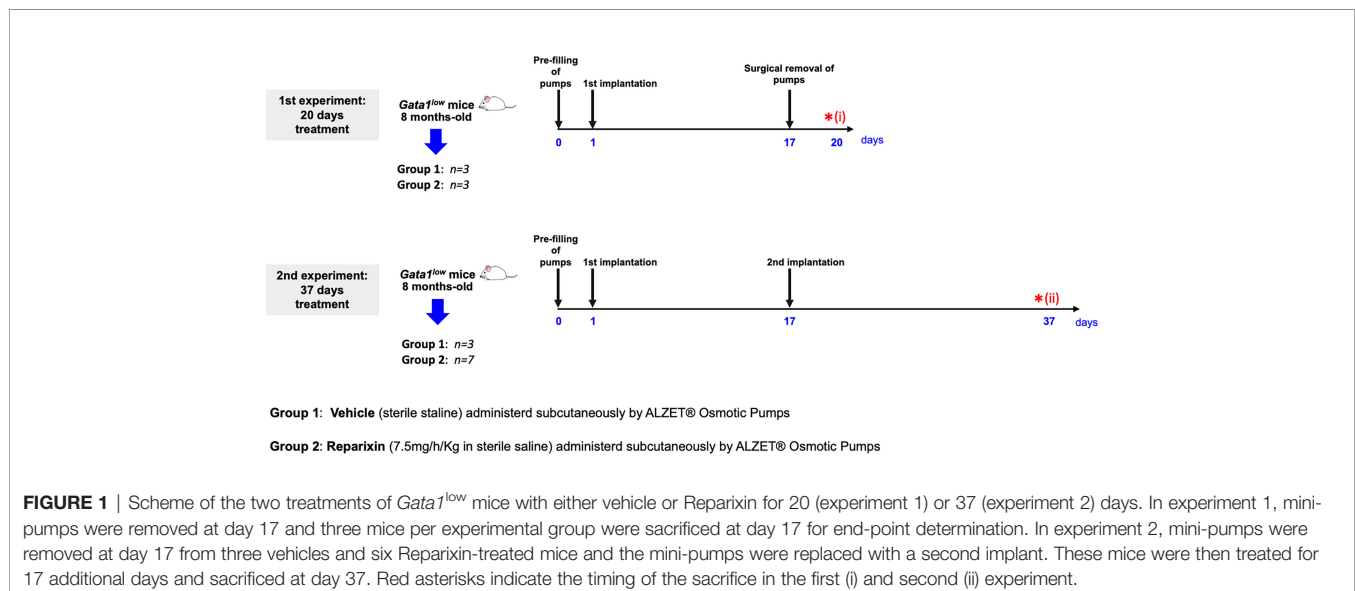 Pre-filling
of
pumps
1st implantation
Surgical removal of
pumps
1st experiment:
20 days
treatment
Gata1low mice
8 months-old
*(i)
0
1
17
20
days
Group 1: n=3
Group 2: n=3
Pre-filling
of
pumps
1st implantation
2nd implantation
2nd experiment:
37 days
treatment
Gata1low mice
8 months-old
*(ii)
0
1
17
37
days
Group 1: n=3
Group 2: n=7
Group 1: Vehicle (sterile staline) administerd subcutaneously by ALZET® Osmotic Pumps
Group 2: Reparixin (7.5mg/h/Kg in sterile saline) administerd subcutaneously by ALZET® Osmotic Pumps
FIGURE 1 | Scheme of the two treatments of Gata1low mice with either vehicle or Reparixin for 20 (experiment 1) or 37 (experiment 2) days. In experiment 1, mini-
pumps were removed at day 17 and three mice per experimental group were sacrificed at day 17 for end-point determination. In experiment 2, mini-pumps were
removed at day 17 from three vehicles and six Reparixin-treated mice and the mini-pumps were replaced with a second implant. These mice were then treated for
17 additional days and sacrificed at day 37. Red asterisks indicate the timing of the sacrifice in the first (i) and second (ii) experiment.